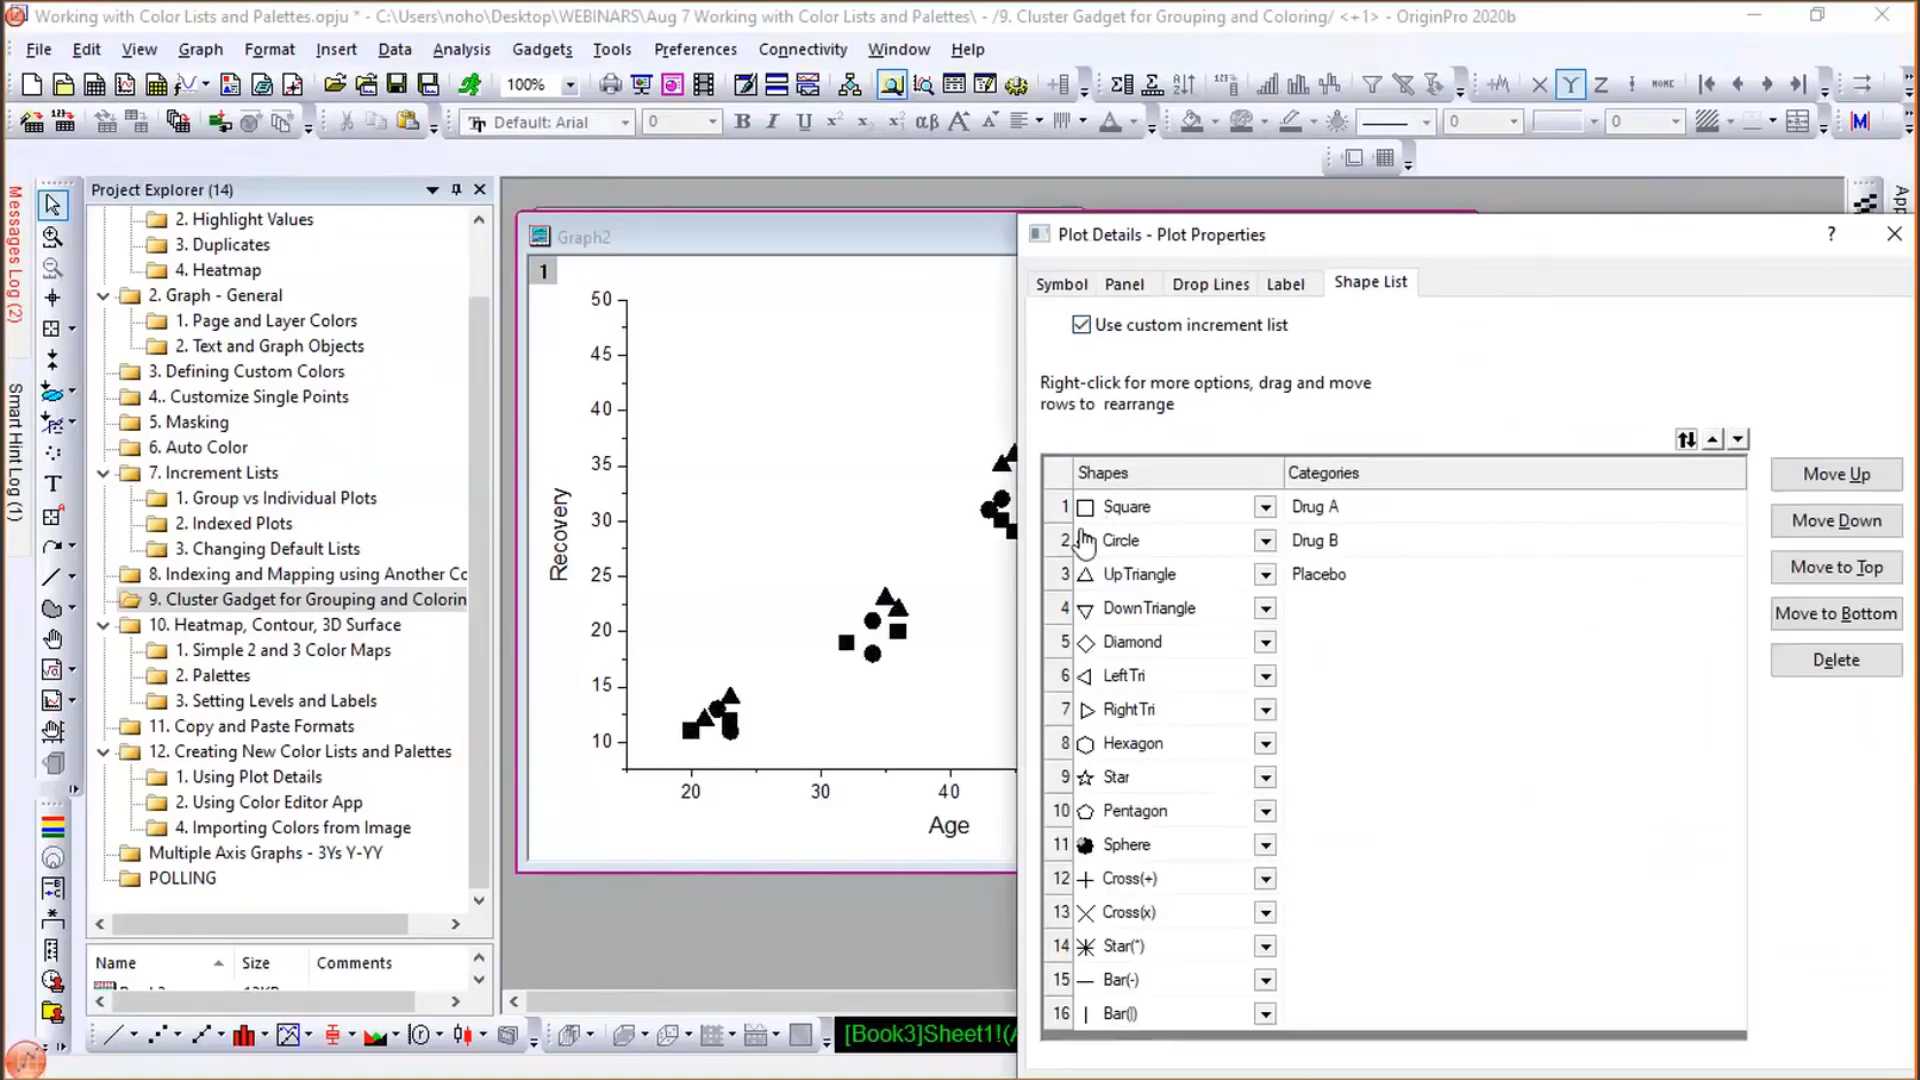 Working with Color Lists and Palettes.opju * - C:\Users\noho\Desktop\WEBINARS\Aug 7 Working with Color Lists and Palettes\ - /9. Cluster Gadget for Grouping and Coloring/ <+1> - OriginPro 2020b
File Edit View Graph Format Insert Data Analysis Gadgets Tools Preferences Connectivity Window Help
100%
X Y Z
HOME
Default: Arial
0
B I U
αβ
0
0
Messages Log (2)
Smart Hint Log (1)
Project Explorer (14)
2. Highlight Values
3. Duplicates
4. Heatmap
2. Graph - General
1. Page and Layer Colors
2. Text and Graph Objects
3. Defining Custom Colors
4.. Customize Single Points
5. Masking
6. Auto Color
7. Increment Lists
1. Group vs Individual Plots
2. Indexed Plots
3. Changing Default Lists
8. Indexing and Mapping using Another Co
9. Cluster Gadget for Grouping and Colorin
10. Heatmap, Contour, 3D Surface
1. Simple 2 and 3 Color Maps
2. Palettes
3. Setting Levels and Labels
11. Copy and Paste Formats
12. Creating New Color Lists and Palettes
1. Using Plot Details
2. Using Color Editor App
4. Importing Colors from Image
Multiple Axis Graphs - 3Ys Y-YY
POLLING
Name Size Comments
Graph2
1
50
45
40
35
30
25
20
15
10
Recovery
20 30 40
Age
[Book3]Sheet1!(
Plot Details - Plot Properties
Symbol Panel Drop Lines Label Shape List
Use custom increment list
Right-click for more options, drag and move
rows to rearrange
Shapes Categories
1 Square Drug A
2 Circle Drug B
3 UpTriangle Placebo
4 DownTriangle
5 Diamond
6 LeftTri
7 RightTri
8 Hexagon
9 Star
10 Pentagon
11 Sphere
12 Cross(+)
13 Cross(x)
14 Star(*)
15 Bar(-)
16 Bar(|)
Move Up
Move Down
Move to Top
Move to Bottom
Delete
App